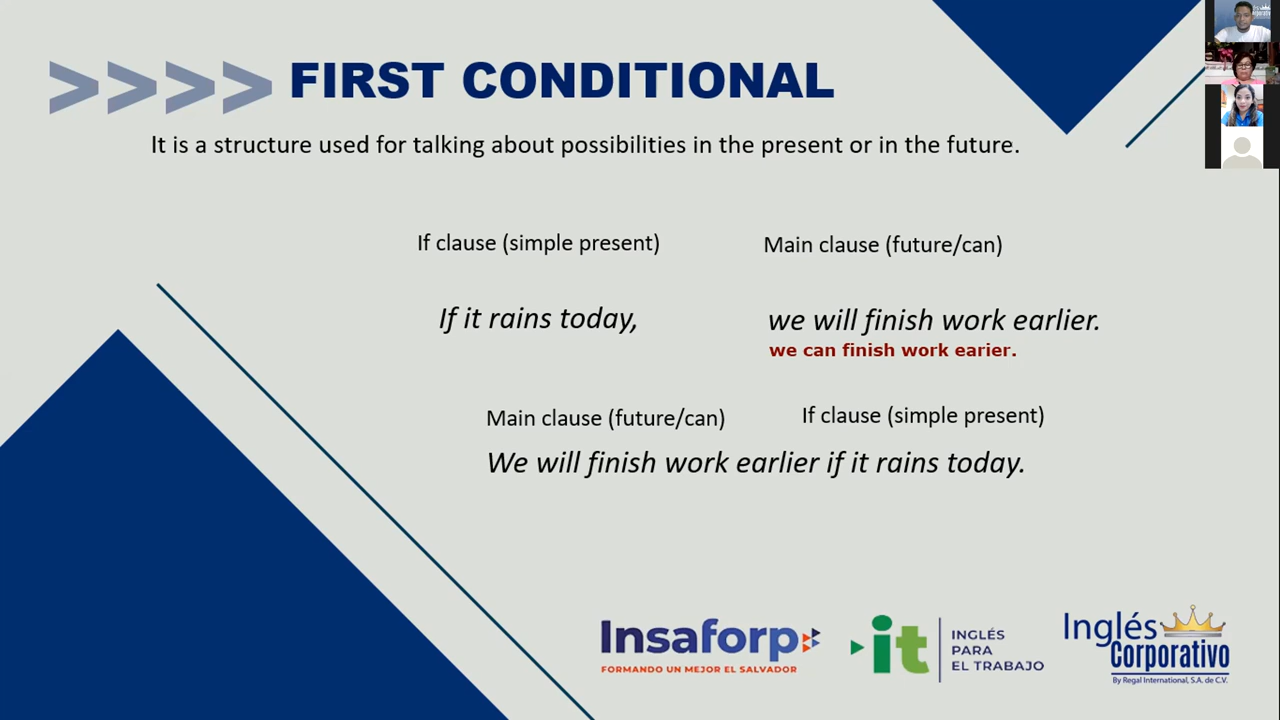 >>>> FIRST CONDITIONAL
It is a structure used for talking about possibilities in the present or in the future.
If clause (simple present)
Main clause (future/can)
If it rains today,
we will finish work earlier.
we can finish work earier.
Main clause (future/can)
If clause (simple present)
We will finish work earlier if it rains today.
Insaforp
FORMANDO UN MEJOR EL SALVADOR
it
INGLÉS
PARA
EL TRABAJO
Inglés
Corporativo
By Regal International, S.A. de C.V.